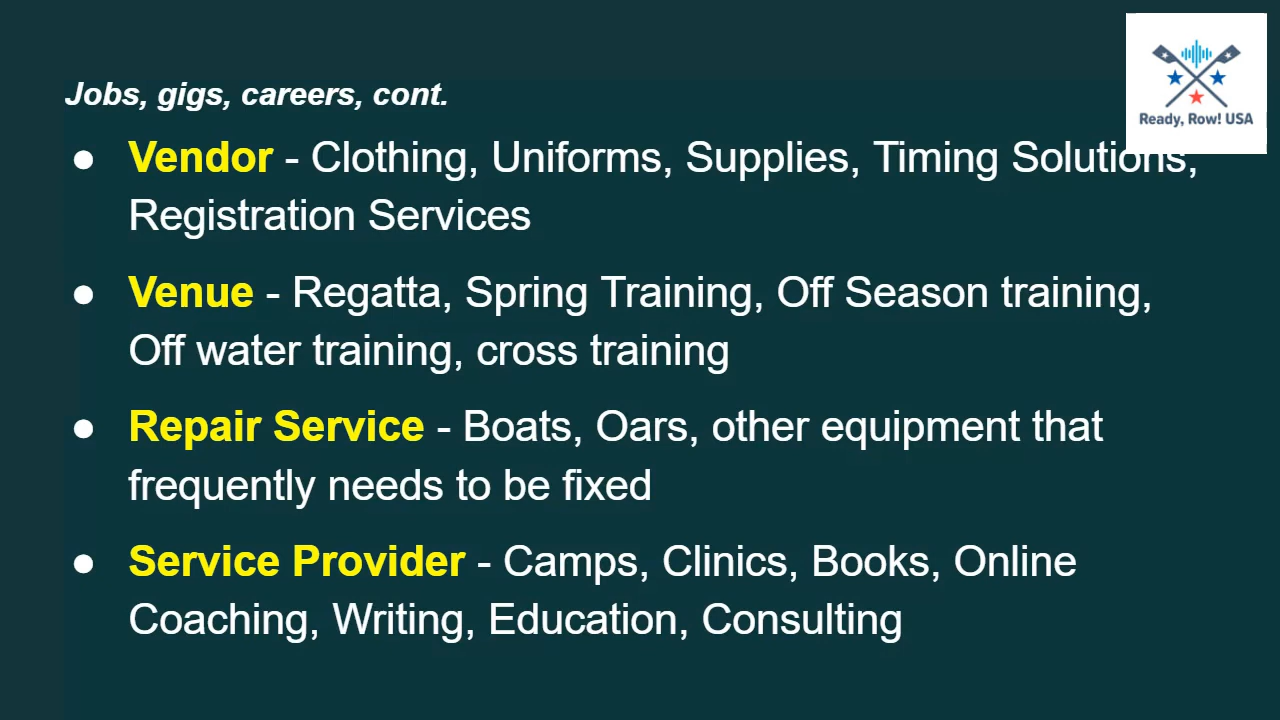 Ready, Row! USA
Jobs, gigs, careers, cont.
● Vendor - Clothing, Uniforms, Supplies, Timing Solutions,
Registration Services
● Venue - Regatta, Spring Training, Off Season training,
Off water training, cross training
● Repair Service - Boats, Oars, other equipment that
frequently needs to be fixed
● Service Provider - Camps, Clinics, Books, Online
Coaching, Writing, Education, Consulting